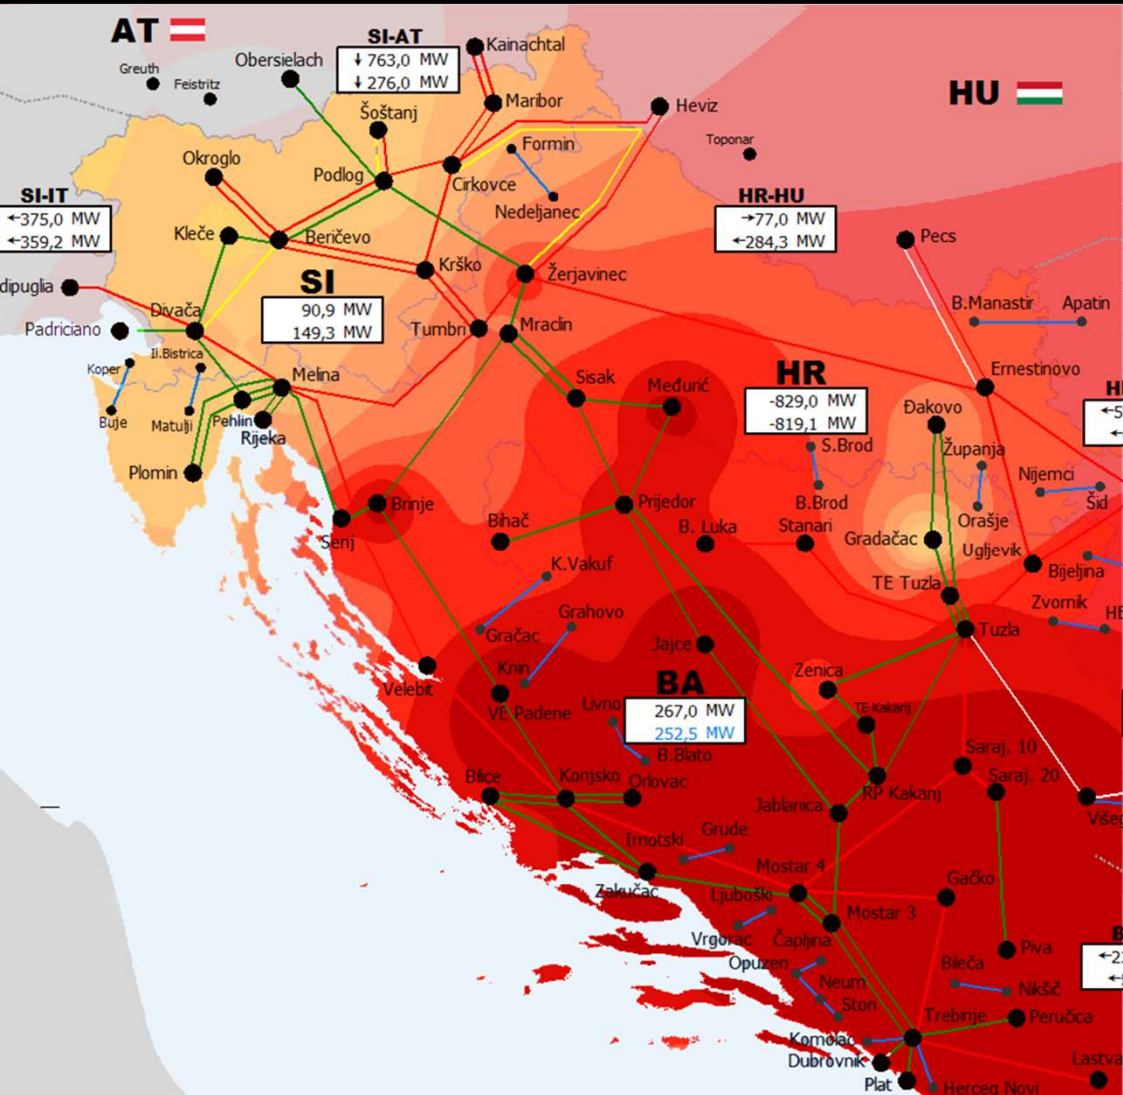 AT
SI-AT
↓ 763,0 MW
↓ 276,0 MW
Kainachtal
Greuth
Feistritz
Obersielach
Šoštanj
Maribor
Heviz
HU
Okroglo
Podlog
Cirkovce
Formin
Toponar
SI-IT
←375,0 MW
←359,2 MW
Nedeljanec
HR-HU
→77,0 MW
←284,3 MW
Kleče
Beričevo
Krško
Žerjavinec
Pecs
dipuglia
SI
90,9 MW
149,3 MW
B.Manastir
Apatin
Divača
Padriciano
Tumbri
Mraclin
Il.Bistrica
Koper
Melina
Sisak
Međurić
HR
-829,0 MW
-819,1 MW
Ernestinovo
Buje
Matulji
Pehlin
Rijeka
Đakovo
S.Brod
Županja
Plomin
Nijemci
Šid
Brinje
Senj
Bihać
Prijedor
B. Luka
B.Brod
Stanari
Gradačac
Orašje
Ugljevik
K.Vakuf
TE Tuzla
Bijeljina
Grahovo
Zvornik
Gračac
Tuzla
Jajce
Knin
Velebit
Zenica
BA
267,0 MW
252,5 MW
VE Padene
Livno
TE Kakanj
B.Blato
Saraj. 10
Saraj. 20
Bilice
Konjsko
Orlovac
RP Kakanj
Jablanica
Imotski
Grude
Mostar 4
Zakučac
Ljuboški
Gačko
Mostar 3
Vrgorac
Čapljina
Piva
Opuzen
Bileća
Neum
Nikšić
Ston
Trebinje
Peručica
Komolac
Dubrovnik
Lastva
Plat
Herceg Novi